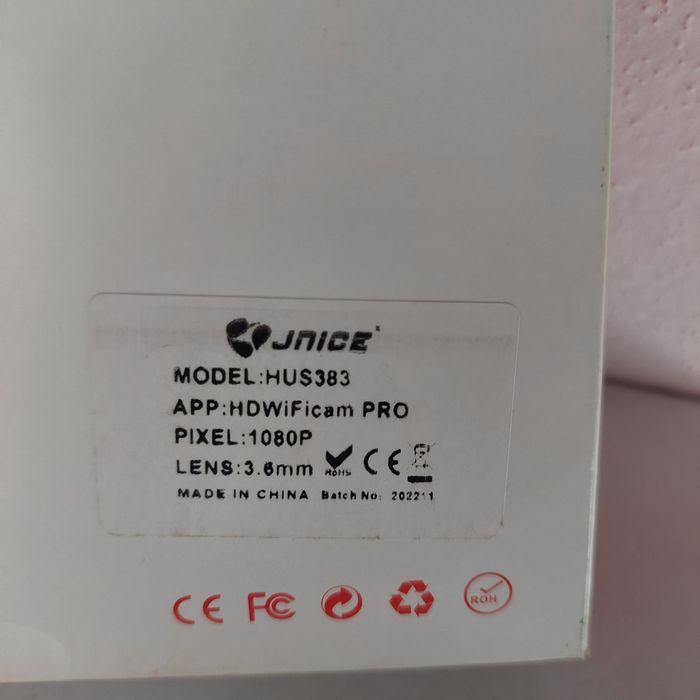 JNICE
MODEL:HUS383
APP:HDWiFicam PRO
PIXEL:1080P
LENS:3.6mm RoHS CE
MADE IN CHINA Batch No: 202211
CE FC ROH